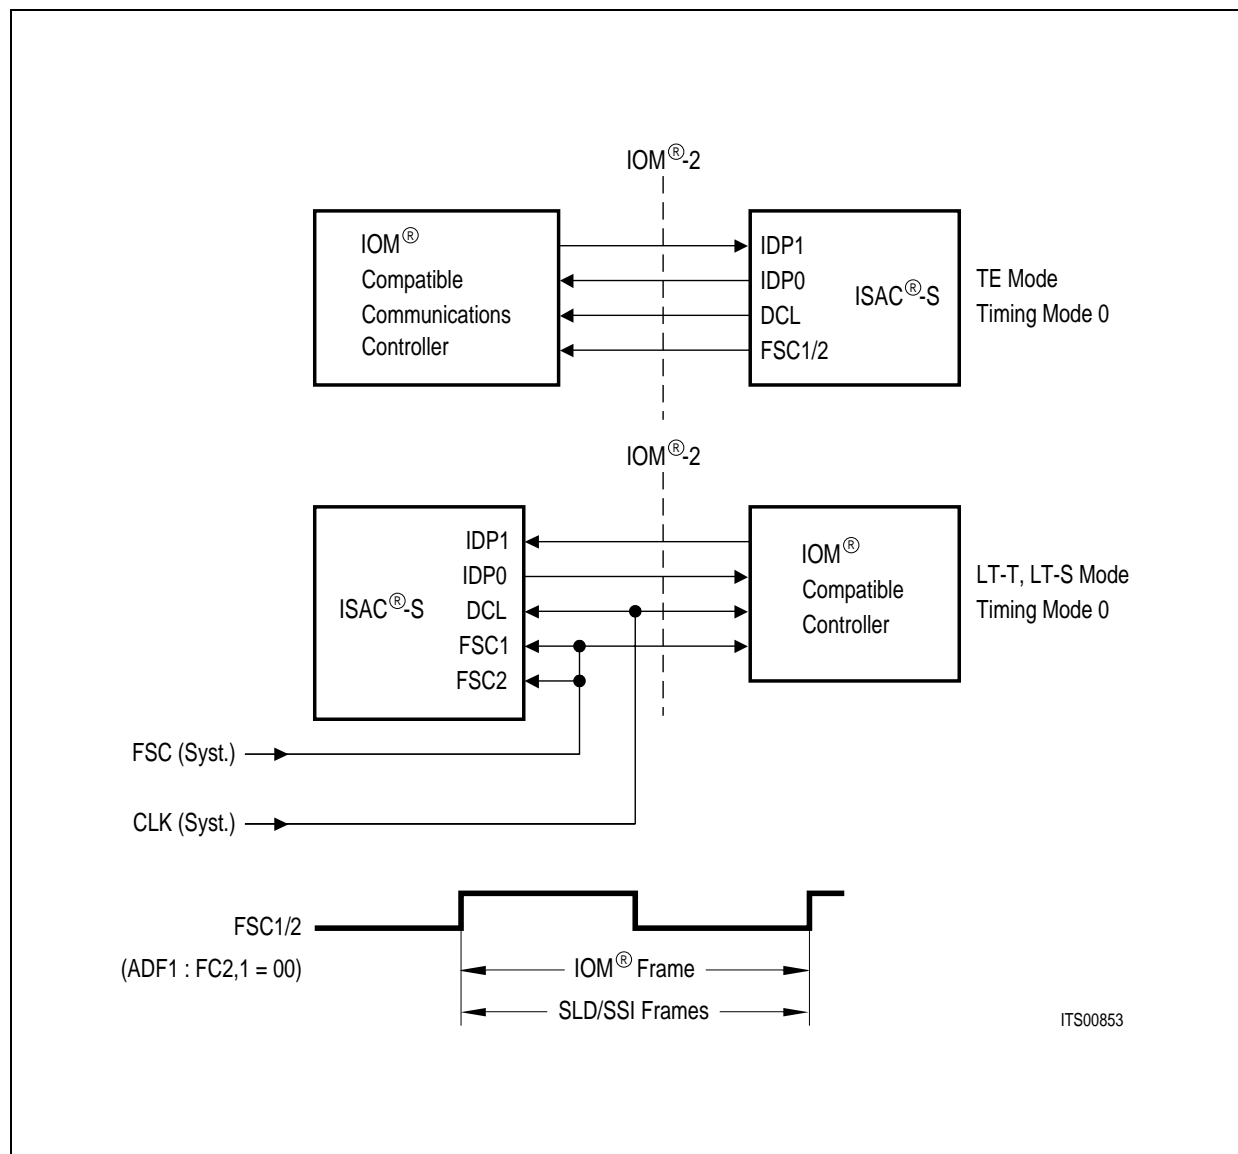 IOM®-2
IOM®
Compatible
Communications
Controller
IDP1
IDP0
DCL
FSC1/2
ISAC®-S
TE Mode
Timing Mode 0
IOM®-2
ISAC®-S
IDP1
IDP0
DCL
FSC1
FSC2
IOM®
Compatible
Controller
LT-T, LT-S Mode
Timing Mode 0
FSC (Syst.)
CLK (Syst.)
FSC1/2
(ADF1 : FC2,1 = 00)
IOM® Frame
SLD/SSI Frames
ITS00853